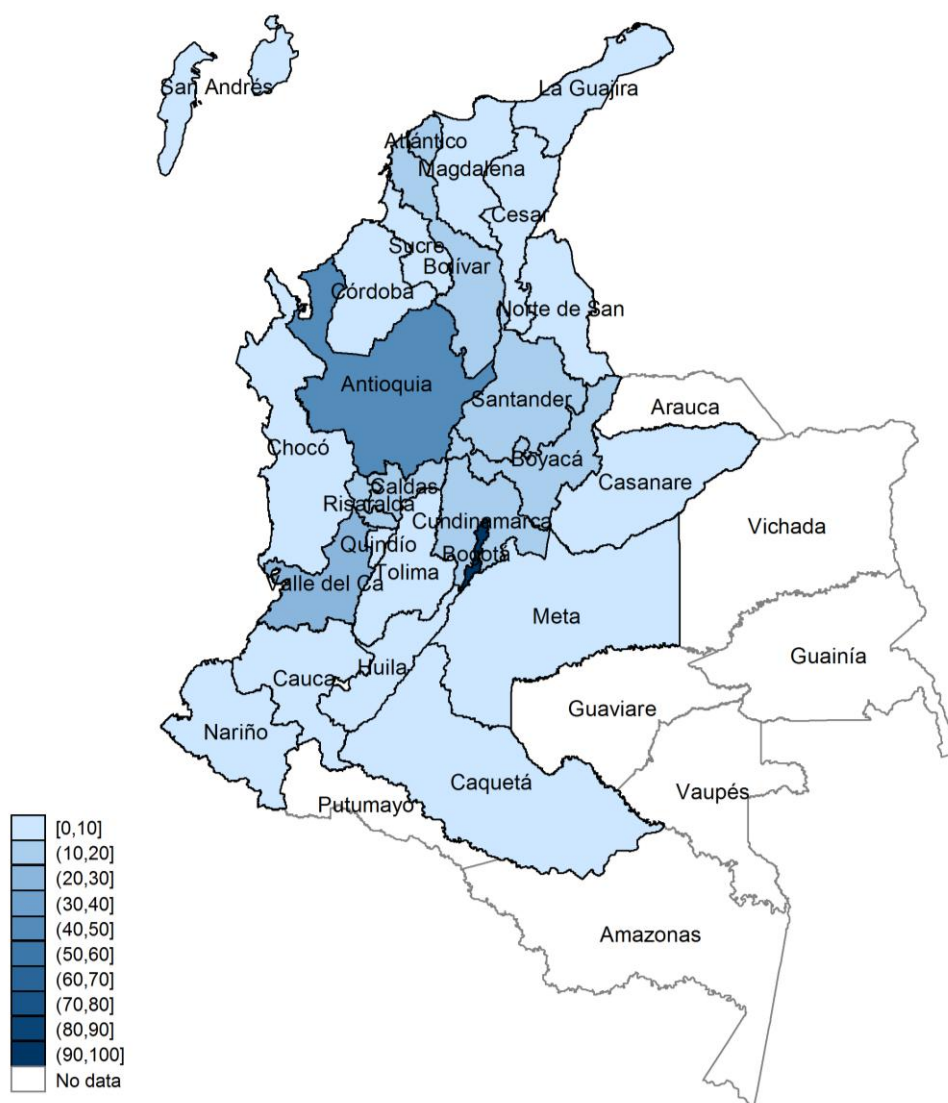 San Andrés
La Guajira
Atlántico
Magdalena
Cesar
Sucre
Bolívar
Córdoba
Norte de San
Antioquia
Santander
Arauca
Chocó
Boyacá
Caldas
Casanare
Risaralda
Cundinamarca
Vichada
Quindío
Bogotá
Tolima
Valle del Ca
Meta
Guainía
Huila
Cauca
Guaviare
Nariño
Caquetá
Vaupés
Putumayo
Amazonas
[0,10]
(10,20]
(20,30]
(30,40]
(40,50]
(50,60]
(60,70]
(70,80]
(80,90]
(90,100]
No data